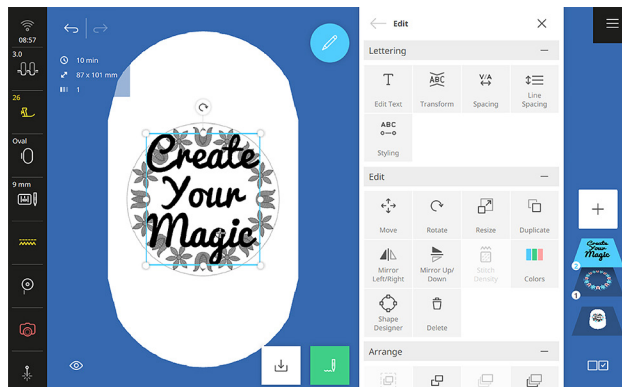 08:57
3.0
26
Oval
9 mm
10 min
87 x 101 mm
1
Create
Your
Magic
Edit
Lettering
T
ABC
V/A
Edit Text
Transform
Spacing
Line
Spacing
ABC
Styling
Edit
Move
Rotate
Resize
Duplicate
Mirror
Left/Right
Mirror Up/
Down
Stitch
Density
Colors
Shape
Designer
Delete
Arrange
Create
Your
Magic
2
1